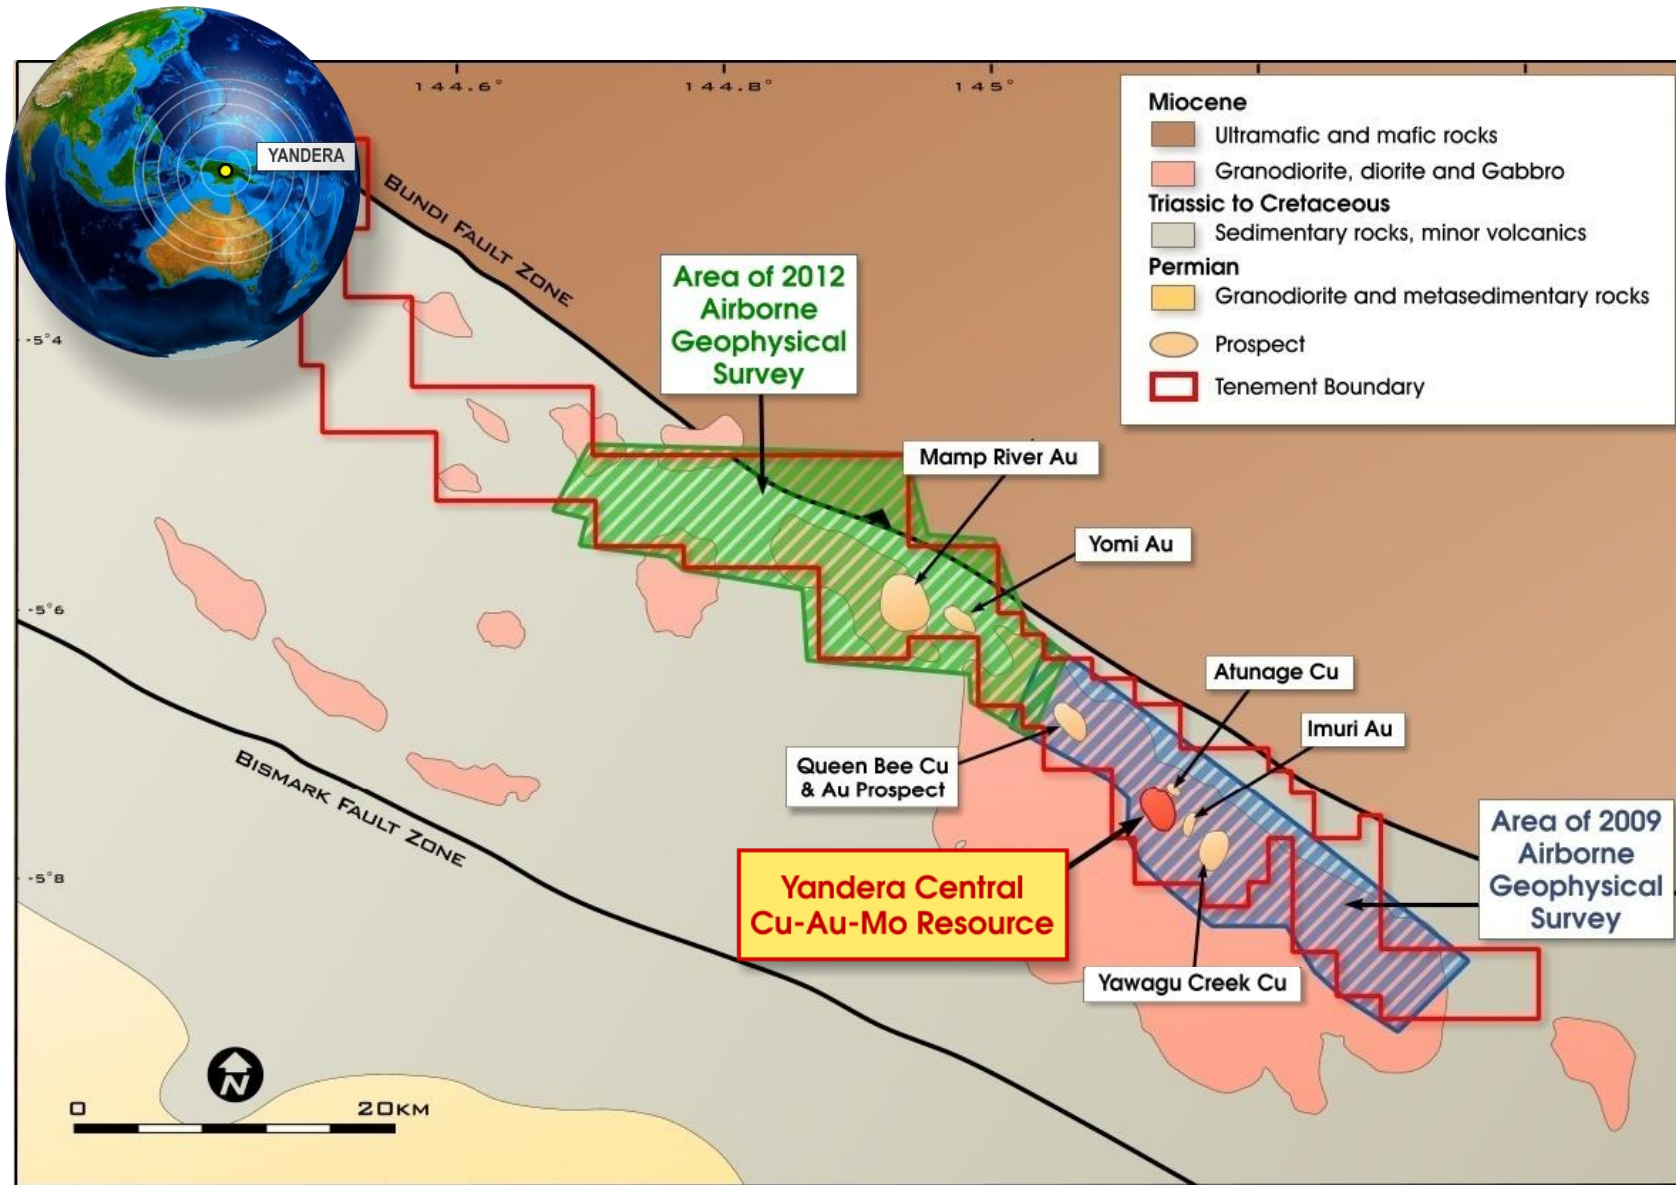 YANDERA
144.6°
144.8°
145°
-5°4
-5°6
-5°8
Miocene
Ultramafic and mafic rocks
Granodiorite, diorite and Gabbro
Triassic to Cretaceous
Sedimentary rocks, minor volcanics
Permian
Granodiorite and metasedimentary rocks
Prospect
Tenement Boundary
BUNDI FAULT ZONE
Area of 2012
Airborne
Geophysical
Survey
Mamp River Au
Yomi Au
Atunage Cu
Imuri Au
Queen Bee Cu
& Au Prospect
BISMARK FAULT ZONE
Area of 2009
Airborne
Geophysical
Survey
Yandera Central
Cu-Au-Mo Resource
Yawagu Creek Cu
N
0 20KM